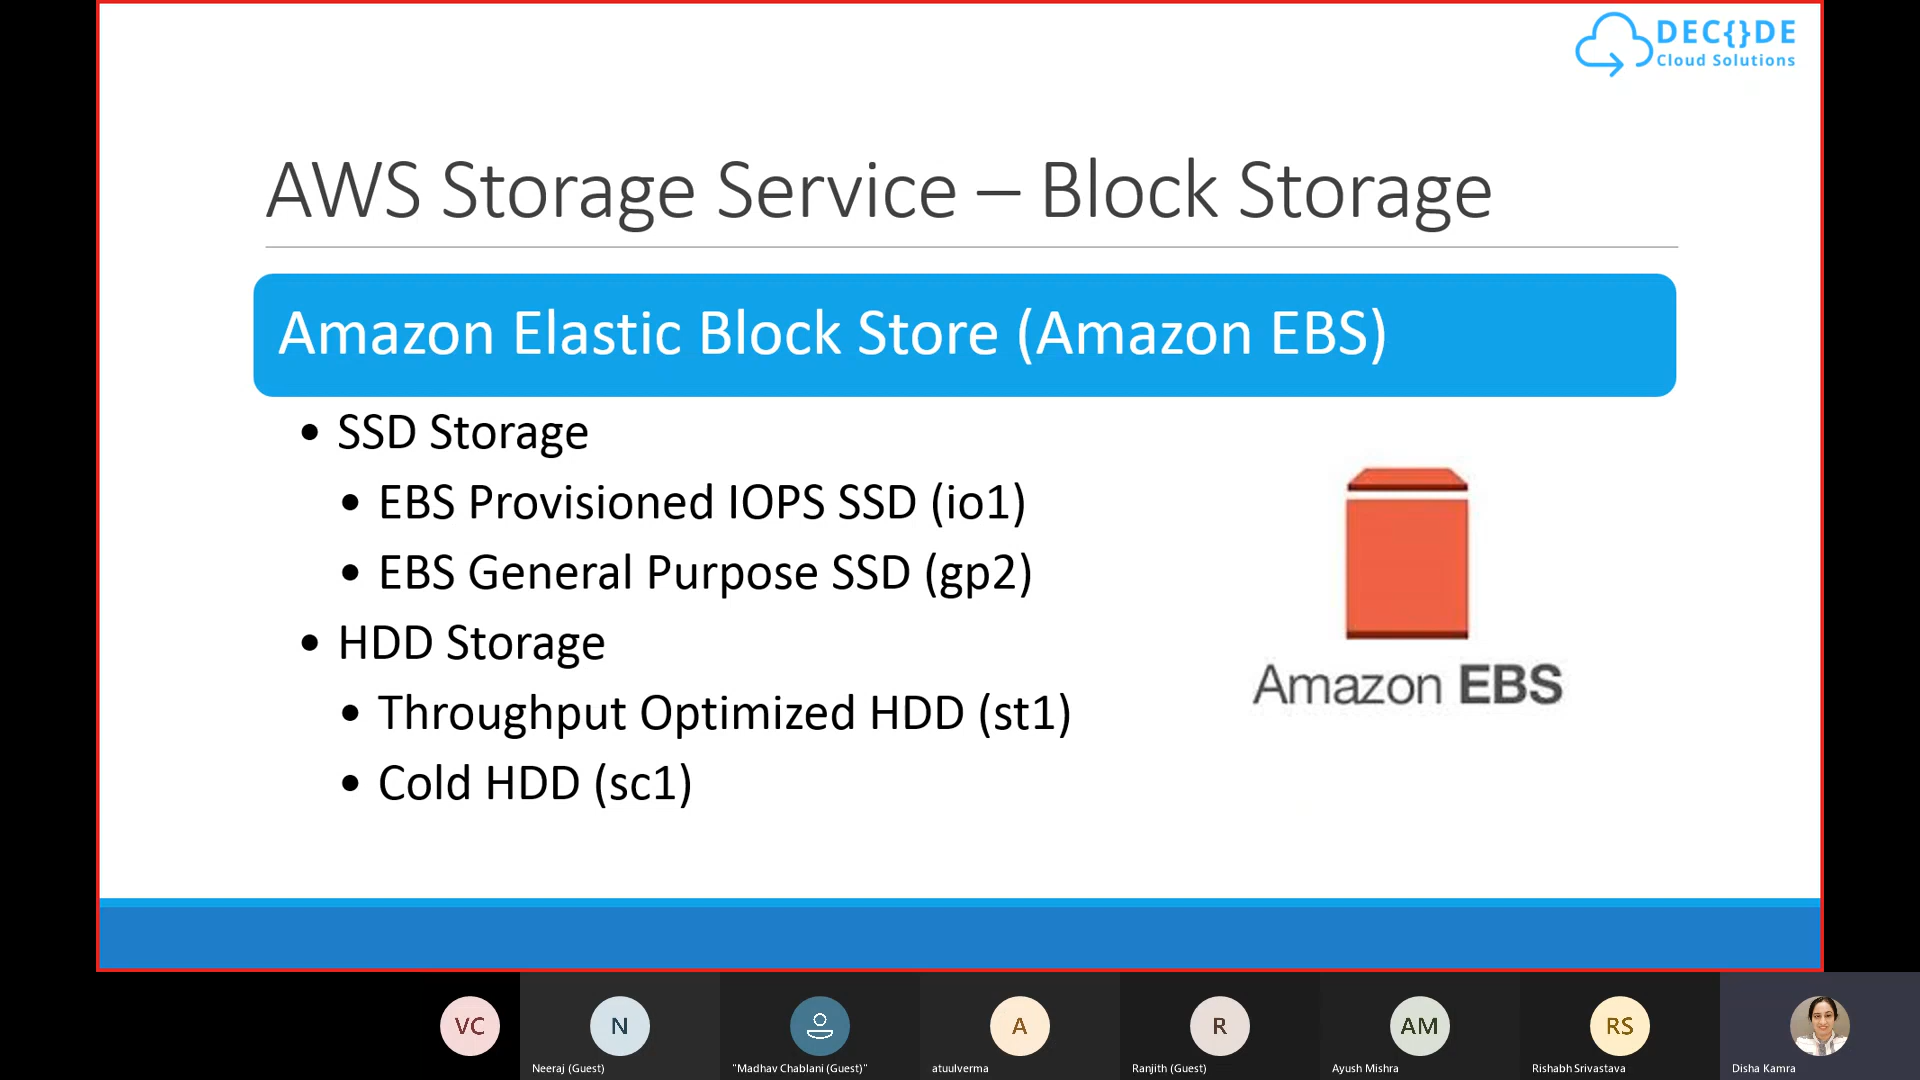 DEC{}DE
Cloud Solutions
AWS Storage Service – Block Storage
Amazon Elastic Block Store (Amazon EBS)
• SSD Storage
• EBS Provisioned IOPS SSD (io1)
• EBS General Purpose SSD (gp2)
• HDD Storage
• Throughput Optimized HDD (st1)
• Cold HDD (sc1)
Amazon EBS
VC
N
A
R
AM
RS
Neeraj (Guest)
"Madhav Chablani (Guest)"
atuulverma
Ranjith (Guest)
Ayush Mishra
Rishabh Srivastava
Disha Kamra